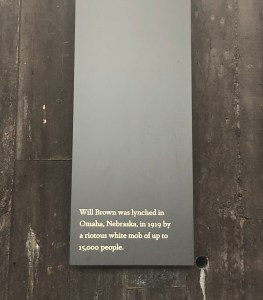 Will Brown was lynched in
Omaha, Nebraska, in 1919 by
a riotous white mob of up to
15,000 people.